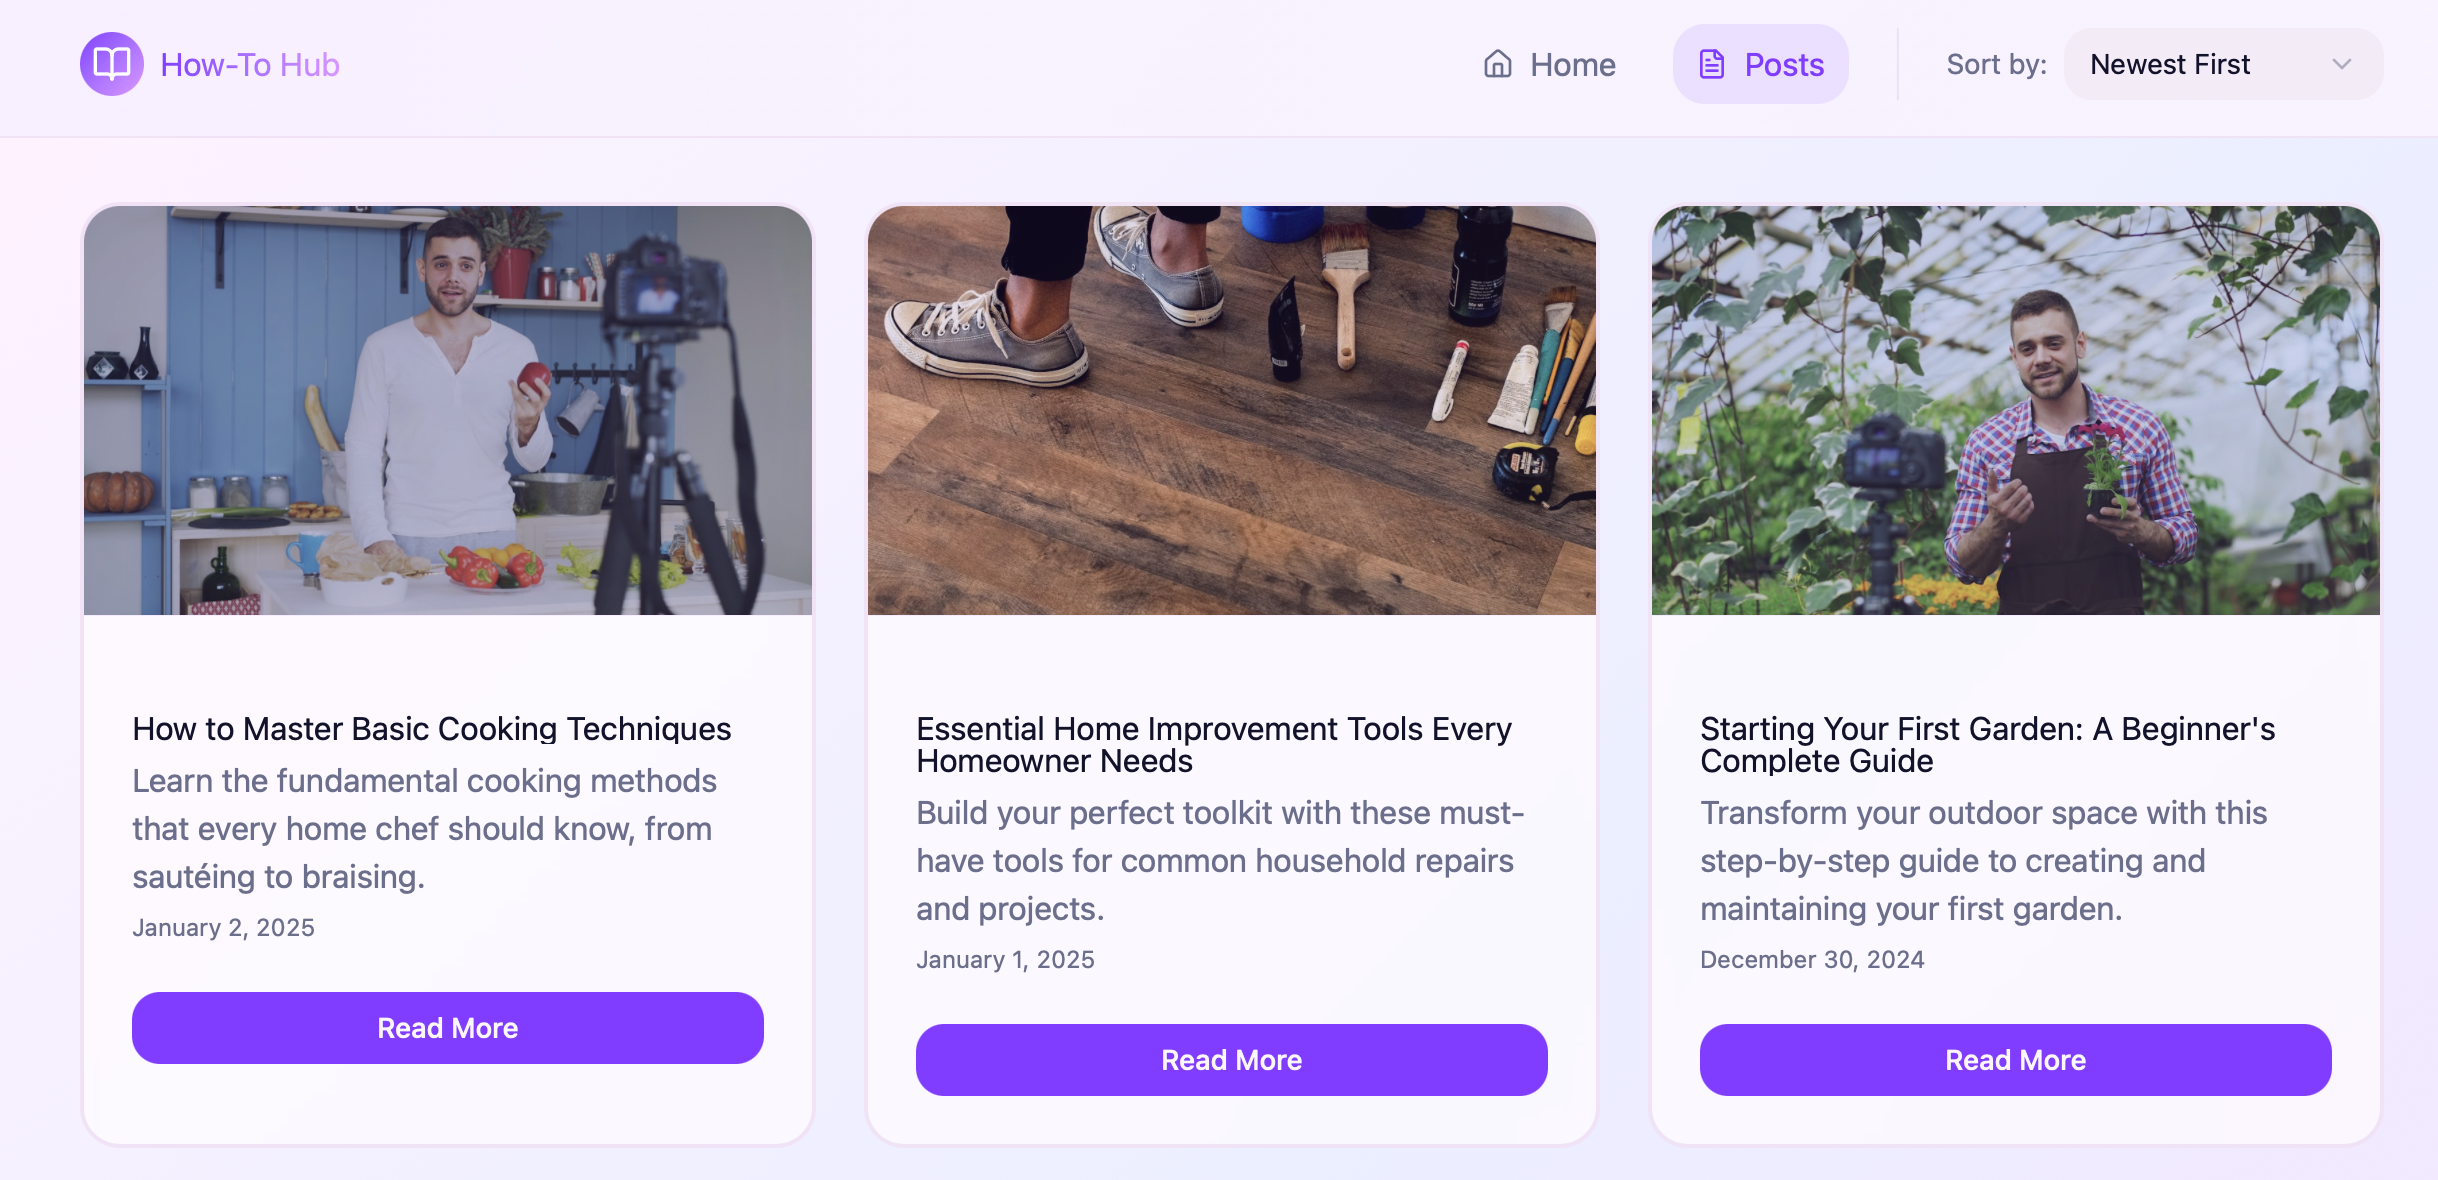 How-To Hub
Home
Posts
Sort by:
Newest First
How to Master Basic Cooking Techniques
Learn the fundamental cooking methods
that every home chef should know, from
sautéing to braising.
January 2, 2025
Read More
Essential Home Improvement Tools Every
Homeowner Needs
Build your perfect toolkit with these must-
have tools for common household repairs
and projects.
January 1, 2025
Read More
Starting Your First Garden: A Beginner's
Complete Guide
Transform your outdoor space with this
step-by-step guide to creating and
maintaining your first garden.
December 30, 2024
Read More